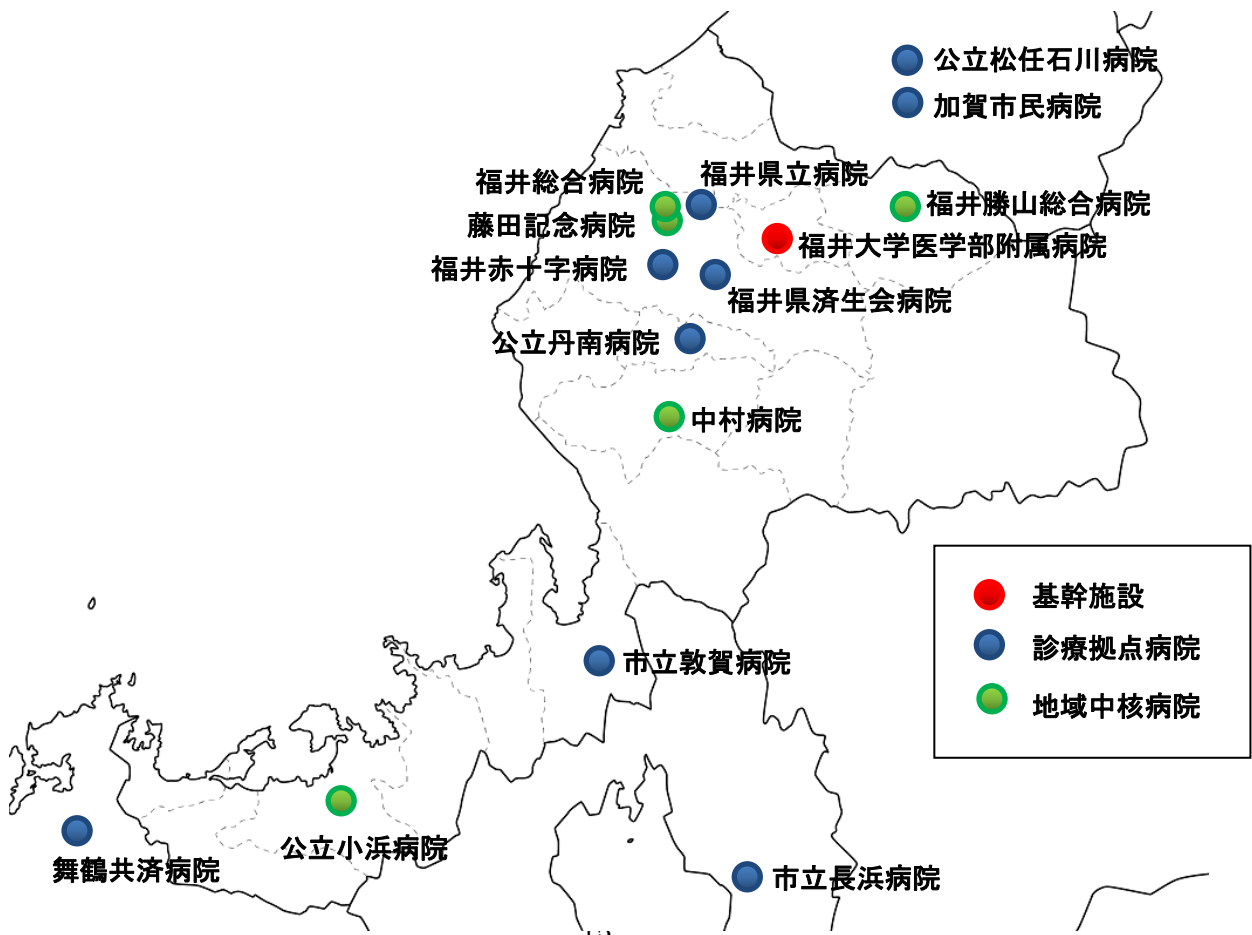 公立松任石川病院
加賀市民病院
福井県立病院
福井総合病院
福井勝山総合病院
藤田記念病院
福井大学医学部附属病院
福井赤十字病院
福井県済生会病院
公立丹南病院
中村病院
基幹施設
診療拠点病院
地域中核病院
市立敦賀病院
公立小浜病院
舞鶴共済病院
市立長浜病院